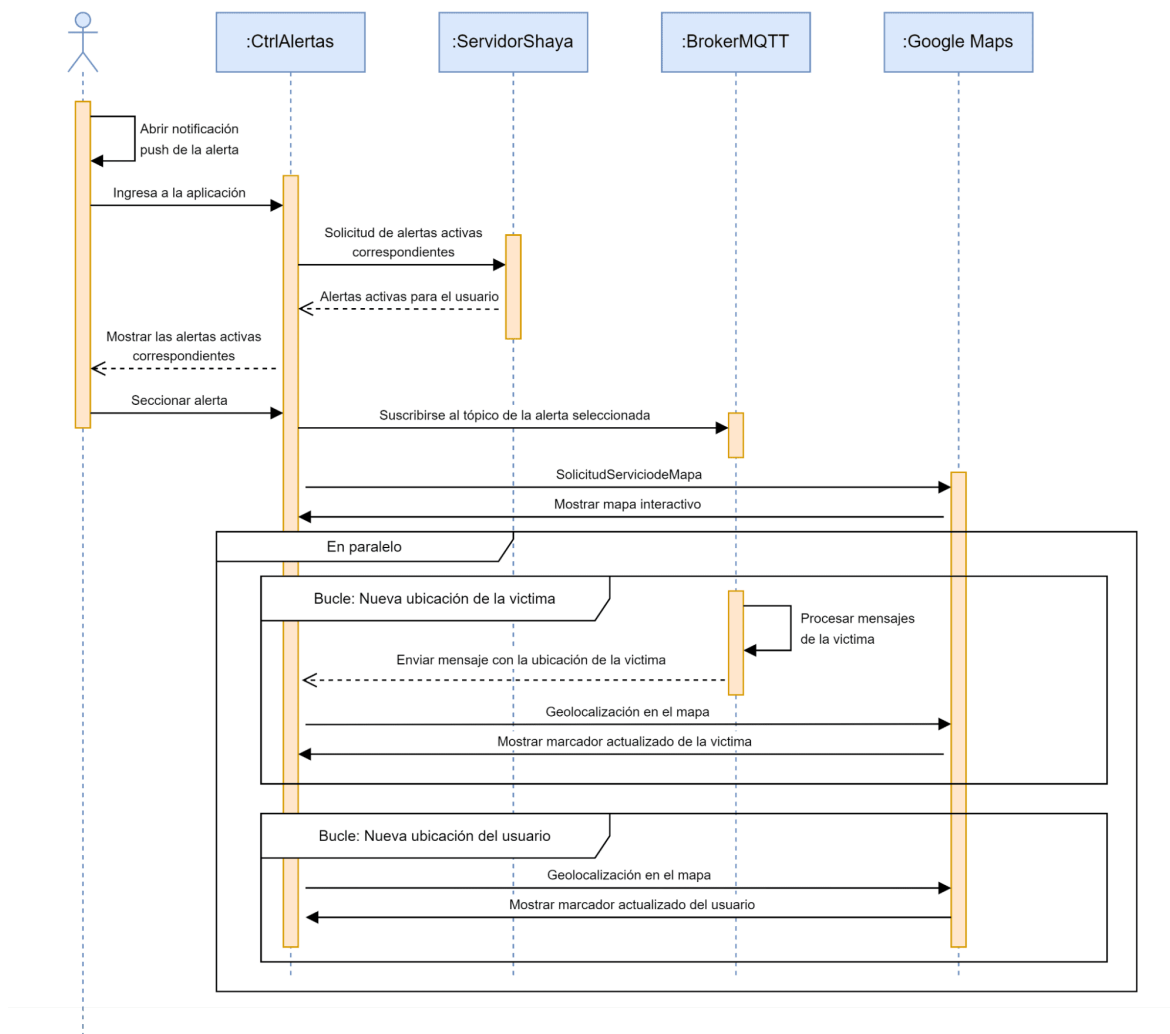 :CtrlAlertas
:ServidorShaya
:BrokerMQTT
:Google Maps
Abrir notificación
push de la alerta
Ingresa a la aplicación
Solicitud de alertas activas
correspondientes
Alertas activas para el usuario
Mostrar las alertas activas
correspondientes
Seccionar alerta
Suscribirse al tópico de la alerta seleccionada
SolicitudServiciodeMapa
Mostrar mapa interactivo
En paralelo
Bucle: Nueva ubicación de la victima
Procesar mensajes
de la victima
Enviar mensaje con la ubicación de la victima
Geolocalización en el mapa
Mostrar marcador actualizado de la victima
Bucle: Nueva ubicación del usuario
Geolocalización en el mapa
Mostrar marcador actualizado del usuario